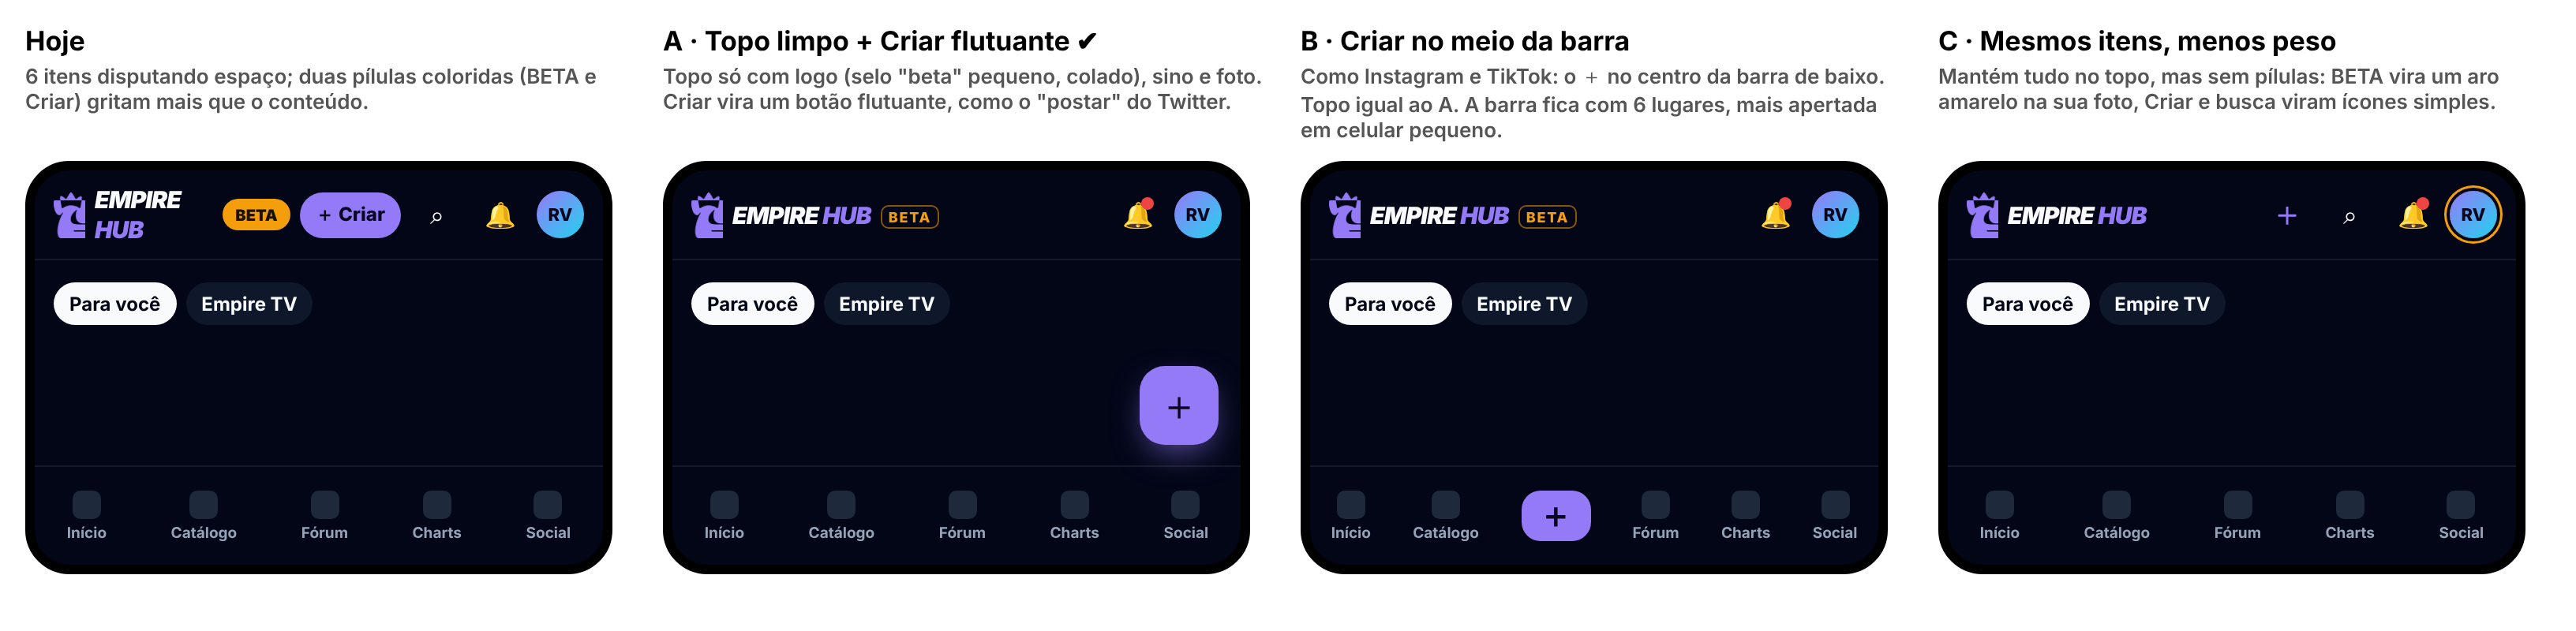 Hoje
6 itens disputando espaço; duas pílulas coloridas (BETA e
Criar) gritam mais que o conteúdo.
EMPIRE
HUB
BETA
+ Criar
RV
Para você
Empire TV
Início
Catálogo
Fórum
Charts
Social
A · Topo limpo + Criar flutuante ✔
Topo só com logo (selo "beta" pequeno, colado), sino e foto.
Criar vira um botão flutuante, como o "postar" do Twitter.
EMPIRE HUB
BETA
RV
Para você
Empire TV
+
Início
Catálogo
Fórum
Charts
Social
B · Criar no meio da barra
Como Instagram e TikTok: o + no centro da barra de baixo.
Topo igual ao A. A barra fica com 6 lugares, mais apertada
em celular pequeno.
EMPIRE HUB
BETA
RV
Para você
Empire TV
Início
Catálogo
+
Fórum
Charts
Social
C · Mesmos itens, menos peso
Mantém tudo no topo, mas sem pílulas: BETA vira um aro
amarelo na sua foto, Criar e busca viram ícones simples.
EMPIRE HUB
+
RV
Para você
Empire TV
Início
Catálogo
Fórum
Charts
Social